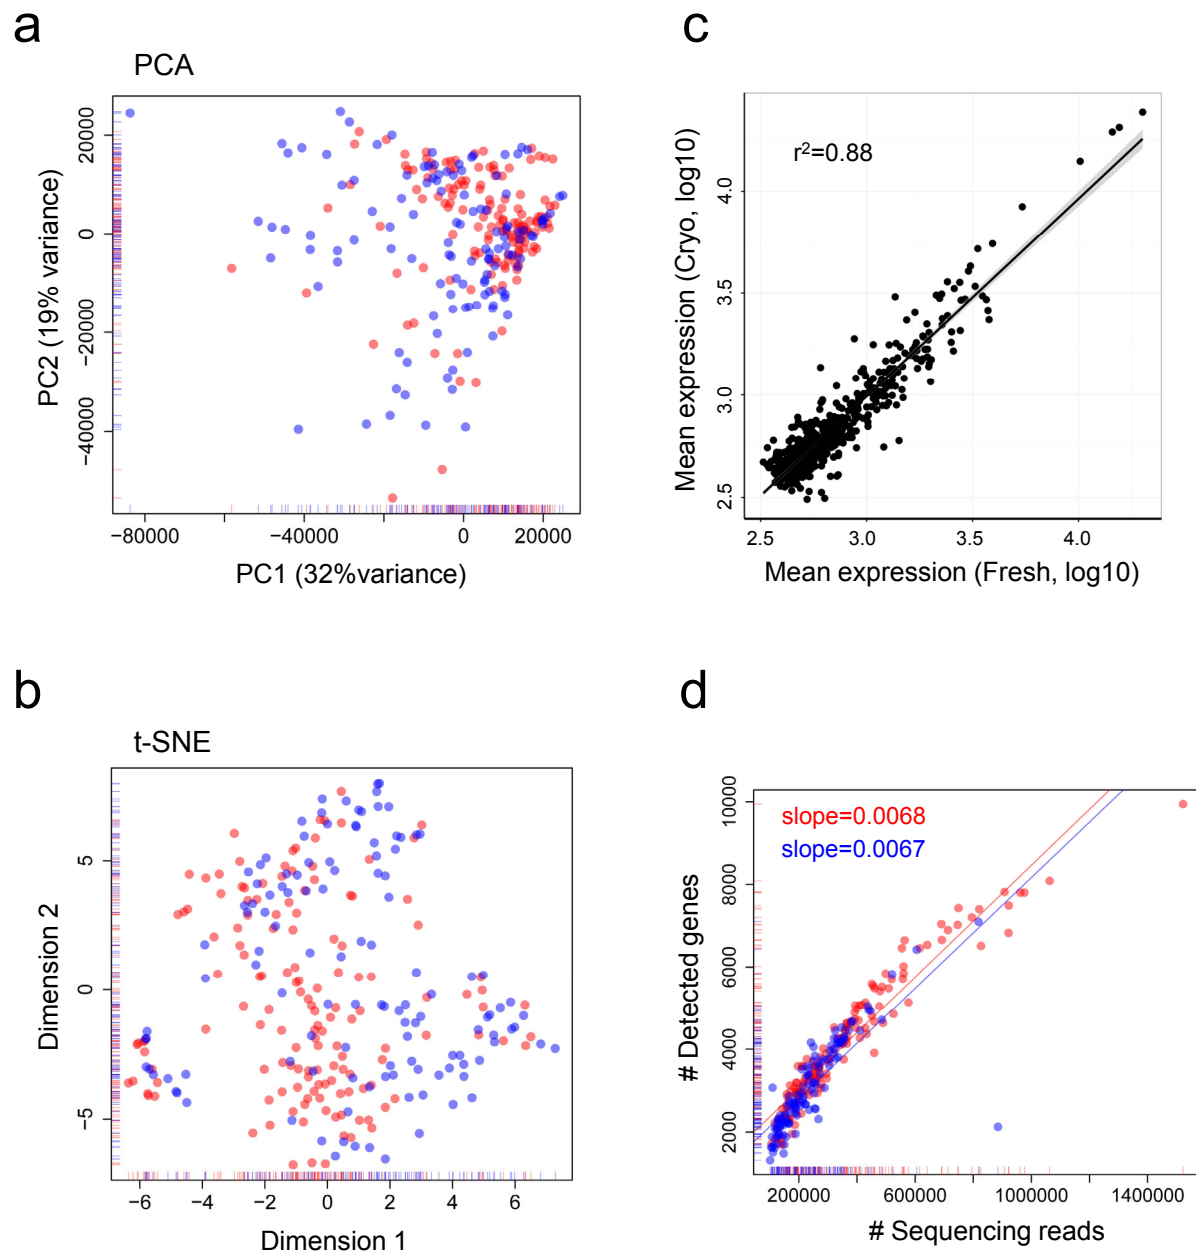 a
PCA
PC2 (19% variance)
20000
0
−20000
−40000
−80000
−40000
0
20000
PC1 (32%variance)
c
r²=0.88
Mean expression (Cryo, log10)
4.0
3.5
3.0
2.5
2.5
3.0
3.5
4.0
Mean expression (Fresh, log10)
b
t-SNE
Dimension 2
5
0
−5
−6
−4
−2
0
2
4
6
Dimension 1
d
slope=0.0068
slope=0.0067
# Detected genes
10000
8000
6000
4000
2000
200000
600000
1000000
1400000
# Sequencing reads